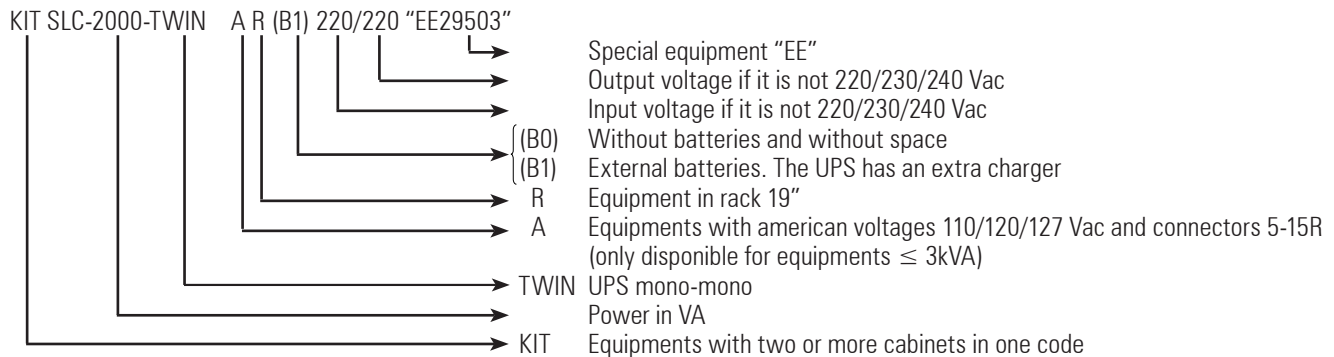 KIT SLC-2000-TWIN A R (B1) 220/220 “EE29503”
Special equipment “EE”
Output voltage if it is not 220/230/240 Vac
Input voltage if it is not 220/230/240 Vac
(B0) Without batteries and without space
(B1) External batteries. The UPS has an extra charger
R Equipment in rack 19”
A Equipments with american voltages 110/120/127 Vac and connectors 5-15R
(only disponible for equipments ≤ 3kVA)
TWIN UPS mono-mono
Power in VA
KIT Equipments with two or more cabinets in one code